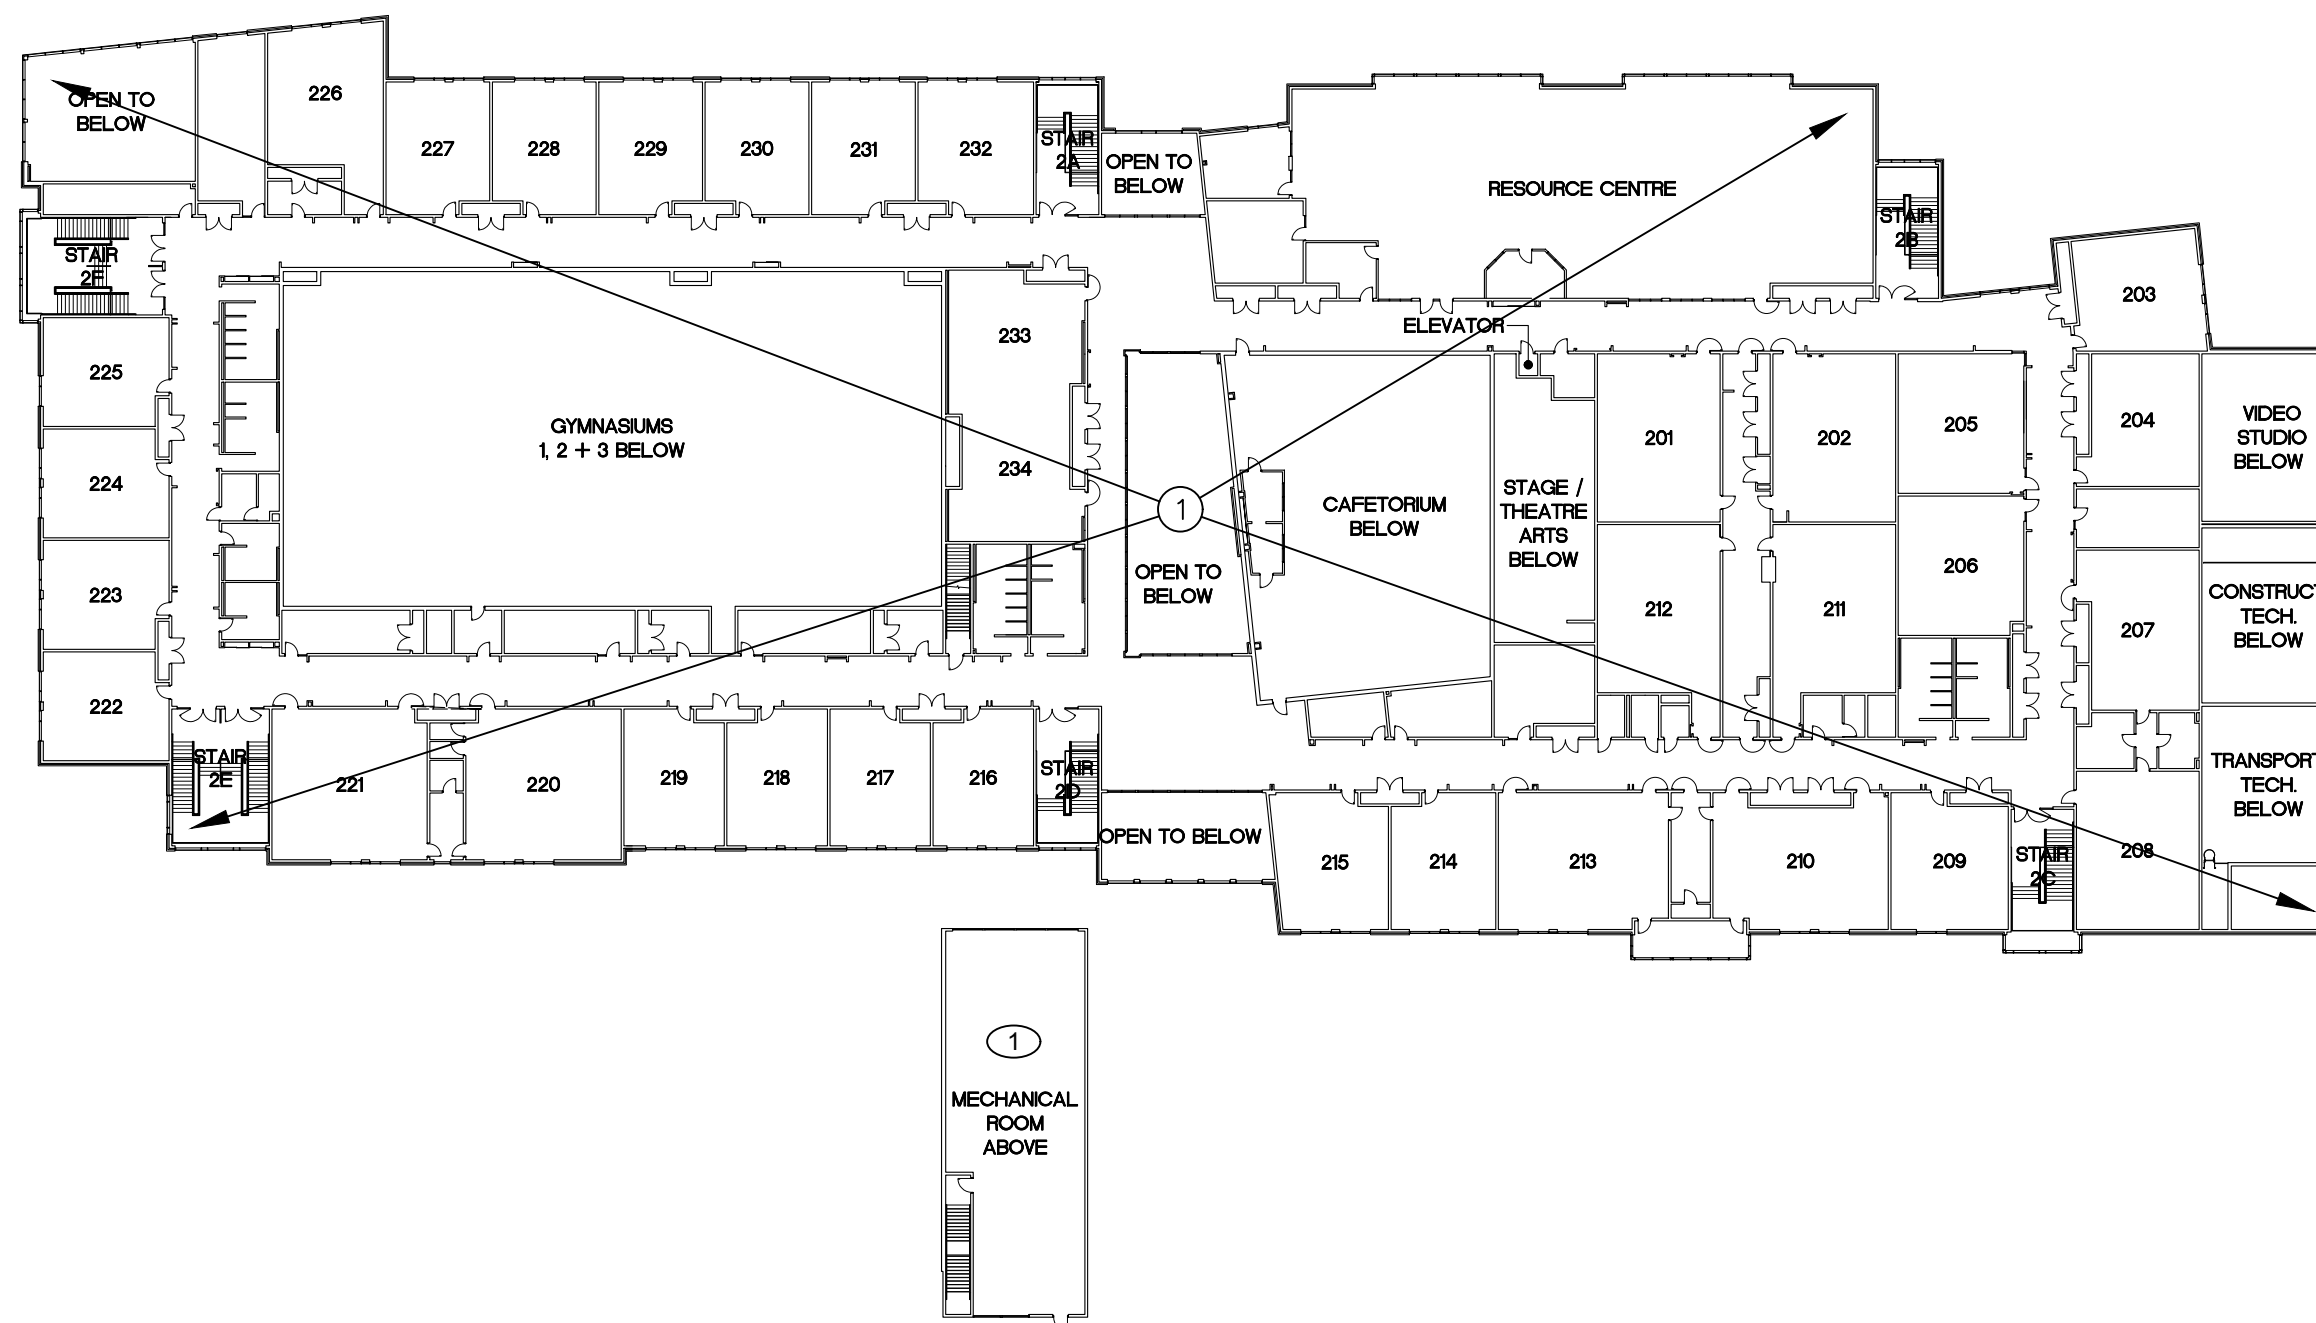 OPEN TO
BELOW
226
227
228
229
230
231
232
STAIR
2A
OPEN TO
BELOW
RESOURCE CENTRE
STAIR
2B
STAIR
2F
203
ELEVATOR
233
225
GYMNASIUMS
1, 2 + 3 BELOW
201
202
205
204
VIDEO
STUDIO
BELOW
224
234
1
CAFETORIUM
BELOW
STAGE /
THEATRE
ARTS
BELOW
OPEN TO
BELOW
206
223
212
211
207
CONSTRUCT
TECH.
BELOW
222
STAIR
2E
221
220
219
218
217
216
STAIR
2D
OPEN TO BELOW
TRANSPORT
TECH.
BELOW
215
214
213
210
209
STAIR
2C
208
1
MECHANICAL
ROOM
ABOVE